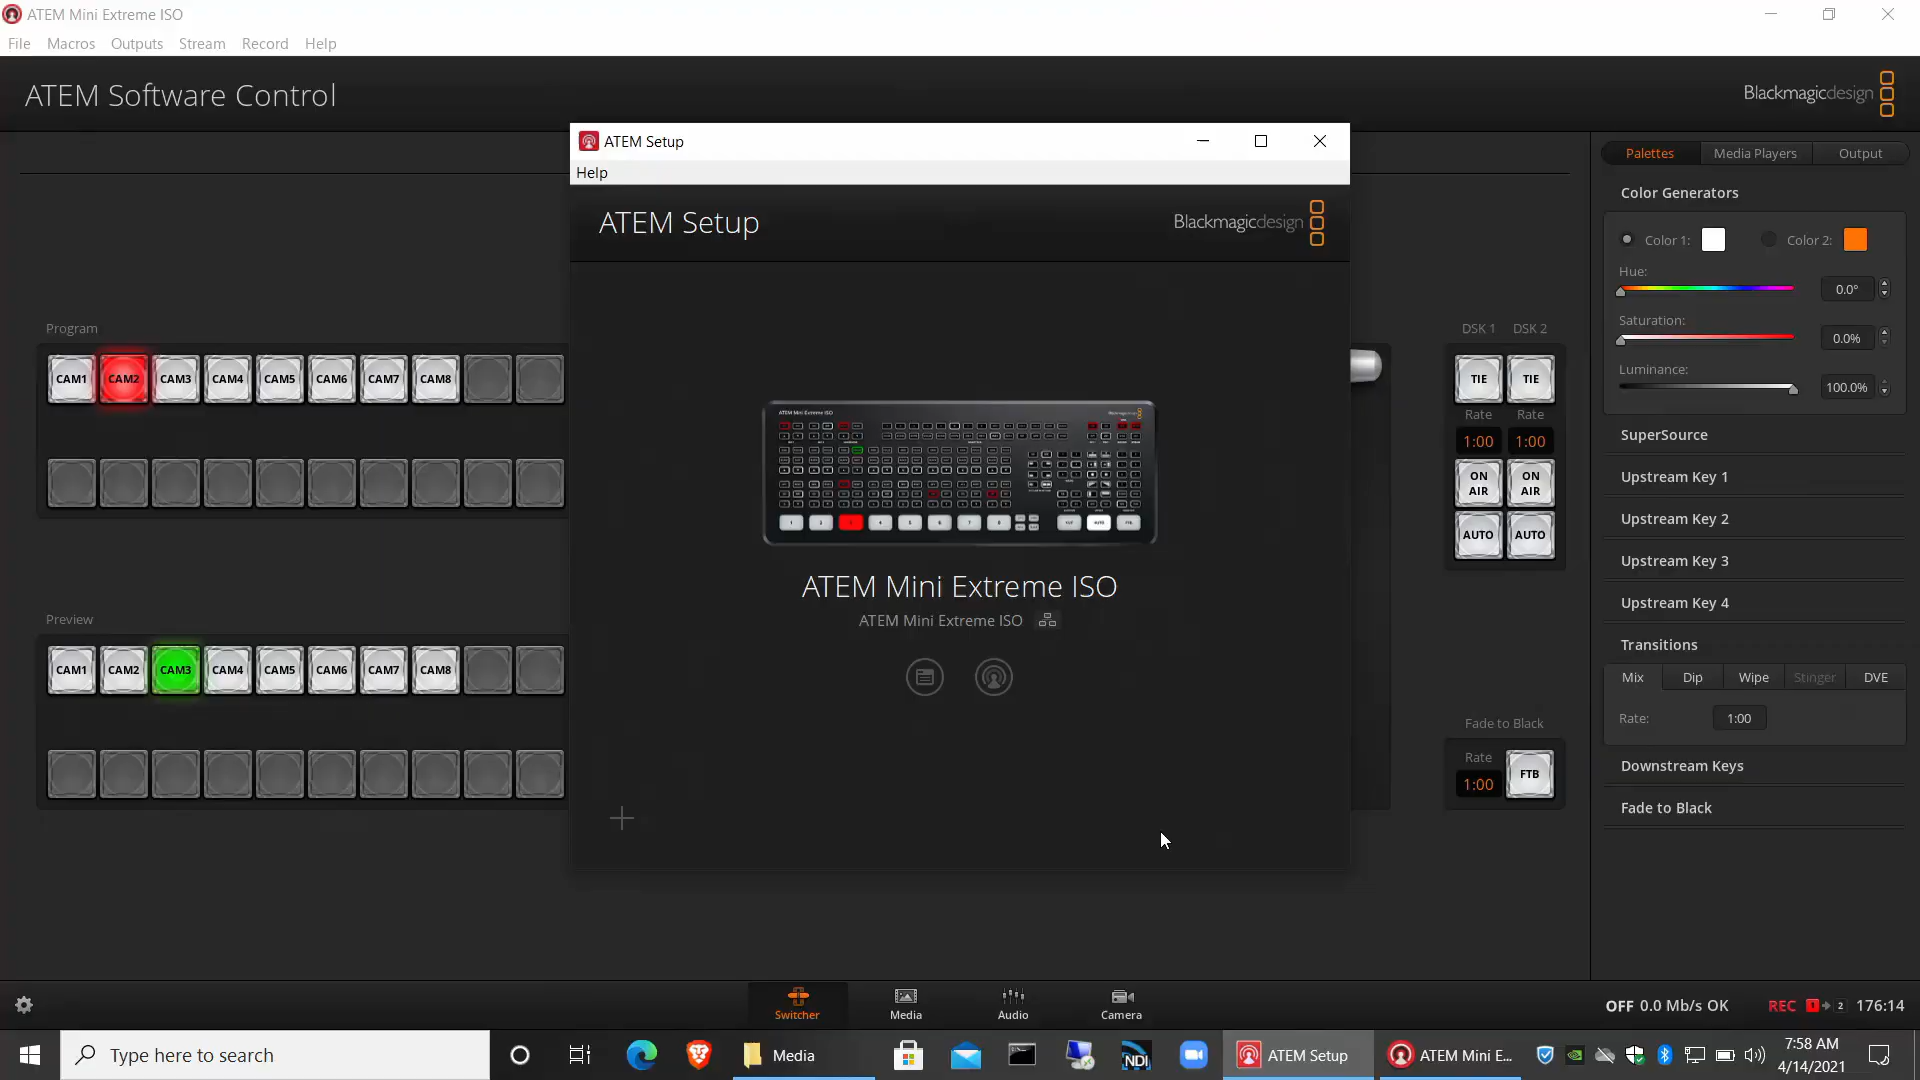 ATEM Mini Extreme ISO
File Macros Outputs Stream Record Help
ATEM Software Control
Blackmagicdesign
ATEM Setup
Help
ATEM Setup
Blackmagicdesign
ATEM Mini Extreme ISO
ATEM Mini Extreme ISO
Program
CAM1 CAM2 CAM3 CAM4 CAM5 CAM6 CAM7 CAM8
Preview
CAM1 CAM2 CAM3 CAM4 CAM5 CAM6 CAM7 CAM8
DSK 1 DSK 2
TIE TIE
Rate Rate
1:00 1:00
ON AIR ON AIR
AUTO AUTO
Fade to Black
Rate
1:00
FTB
Palettes Media Players Output
Color Generators
Color 1: Color 2:
Hue:
0.0°
Saturation:
0.0%
Luminance:
100.0%
SuperSource
Upstream Key 1
Upstream Key 2
Upstream Key 3
Upstream Key 4
Transitions
Mix Dip Wipe Stinger DVE
Rate: 1:00
Downstream Keys
Fade to Black
Switcher Media Audio Camera
OFF 0.0 Mb/s OK REC 1 2 176:14
Type here to search
Media
NDI
ATEM Setup
ATEM Mini E...
7:58 AM
4/14/2021